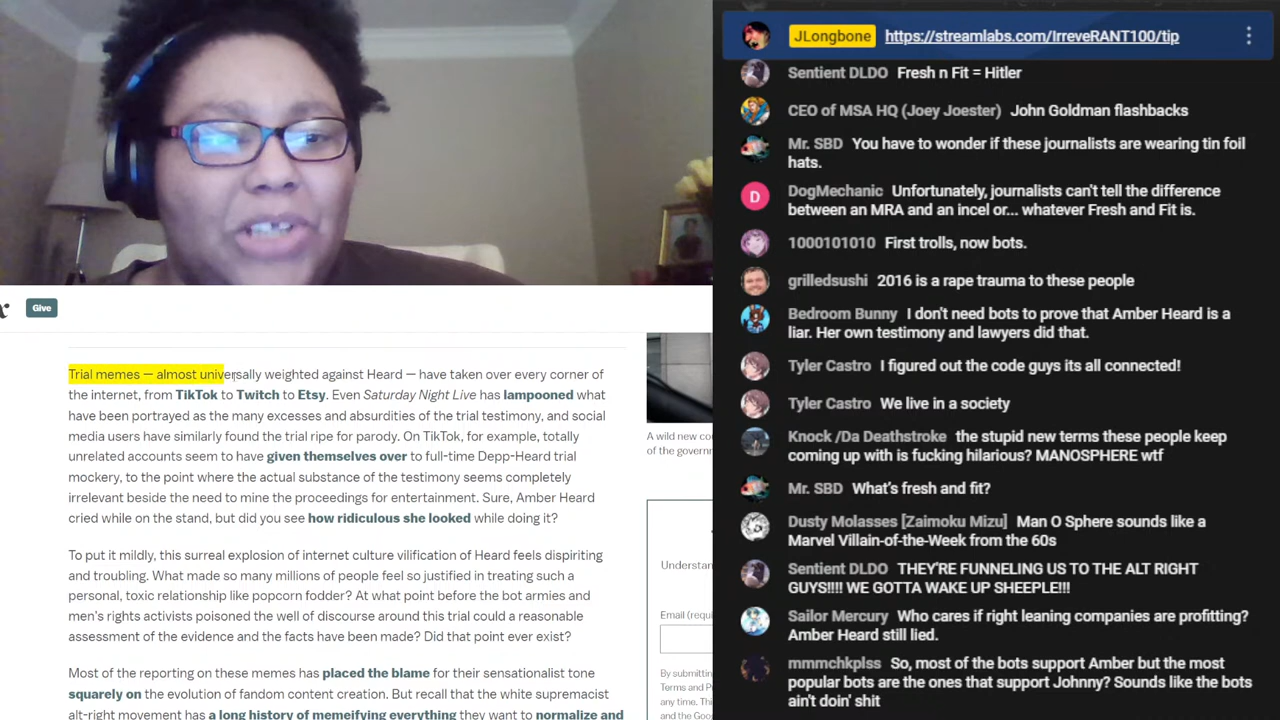 JLongbone https://streamlabs.com/IrreveRANT100/tip
Sentient DLDO Fresh n Fit = Hitler
CEO of MSA HQ (Joey Joester) John Goldman flashbacks
Mr. SBD You have to wonder if these journalists are wearing tin foil
hats.
D
DogMechanic Unfortunately, journalists can't tell the difference
between an MRA and an incel or... whatever Fresh and Fit is.
1000101010 First trolls, now bots.
grilledsushi 2016 is a rape trauma to these people
Bedroom Bunny I don't need bots to prove that Amber Heard is a
liar. Her own testimony and lawyers did that.
Tyler Castro I figured out the code guys its all connected!
Tyler Castro We live in a society
Knock /Da Deathstroke the stupid new terms these people keep
coming up with is fucking hilarious? MANOSPHERE wtf
Mr. SBD What's fresh and fit?
Dusty Molasses [Zaimoku Mizu] Man O Sphere sounds like a
Marvel Villain-of-the-Week from the 60s
Sentient DLDO THEY'RE FUNNELING US TO THE ALT RIGHT
GUYS!!!! WE GOTTA WAKE UP SHEEPLE!!!
Sailor Mercury Who cares if right leaning companies are profitting?
Amber Heard still lied.
mmmchkplss So, most of the bots support Amber but the most
popular bots are the ones that support Johnny? Sounds like the bots
ain't doin' shit
Give
Trial memes — almost universally weighted against Heard — have taken over every corner of
the internet, from TikTok to Twitch to Etsy. Even Saturday Night Live has lampooned what
have been portrayed as the many excesses and absurdities of the trial testimony, and social
media users have similarly found the trial ripe for parody. On TikTok, for example, totally
unrelated accounts seem to have given themselves over to full-time Depp-Heard trial
mockery, to the point where the actual substance of the testimony seems completely
irrelevant beside the need to mine the proceedings for entertainment. Sure, Amber Heard
cried while on the stand, but did you see how ridiculous she looked while doing it?
To put it mildly, this surreal explosion of internet culture vilification of Heard feels dispiriting
and troubling. What made so many millions of people feel so justified in treating such a
personal, toxic relationship like popcorn fodder? At what point before the bot armies and
men's rights activists poisoned the well of discourse around this trial could a reasonable
assessment of the evidence and the facts have been made? Did that point ever exist?
Most of the reporting on these memes has placed the blame for their sensationalist tone
squarely on the evolution of fandom content creation. But recall that the white supremacist
alt-right movement has a long history of memeifying everything they want to normalize and
A wild new co
of the governm
Understan
Email (requi
By submitting
Terms and P
any time. Thi
and the Goo